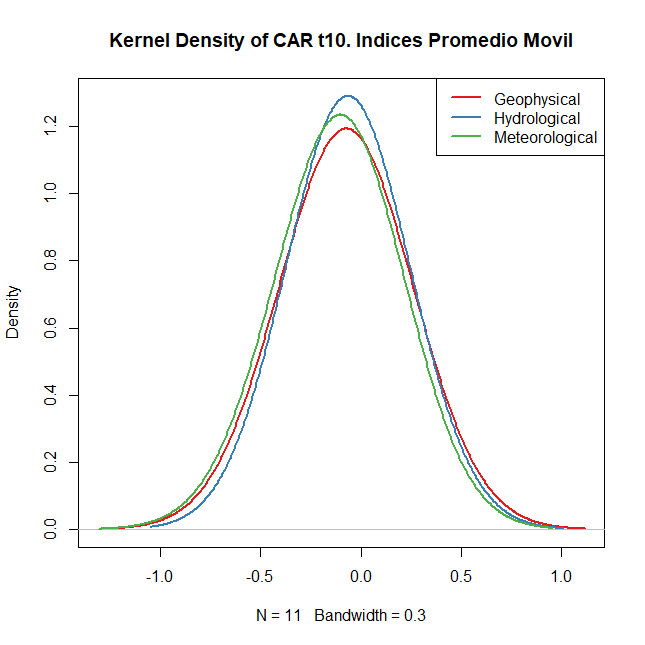 Kernel Density of CAR t10. Indices Promedio Movil
Geophysical
Hydrological
Meteorological
Density
1.2
1.0
0.8
0.6
0.4
0.2
0.0
-1.0 -0.5 0.0 0.5 1.0
N = 11 Bandwidth = 0.3